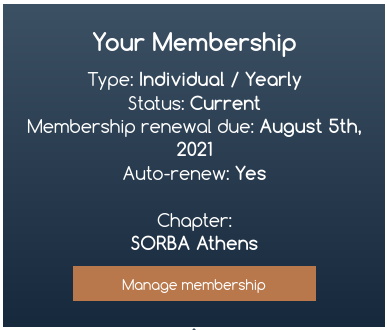 Your Membership
Type: Individual / Yearly
Status: Current
Membership renewal due: August 5th,
2021
Auto-renew: Yes
Chapter:
SORBA Athens
Manage membership